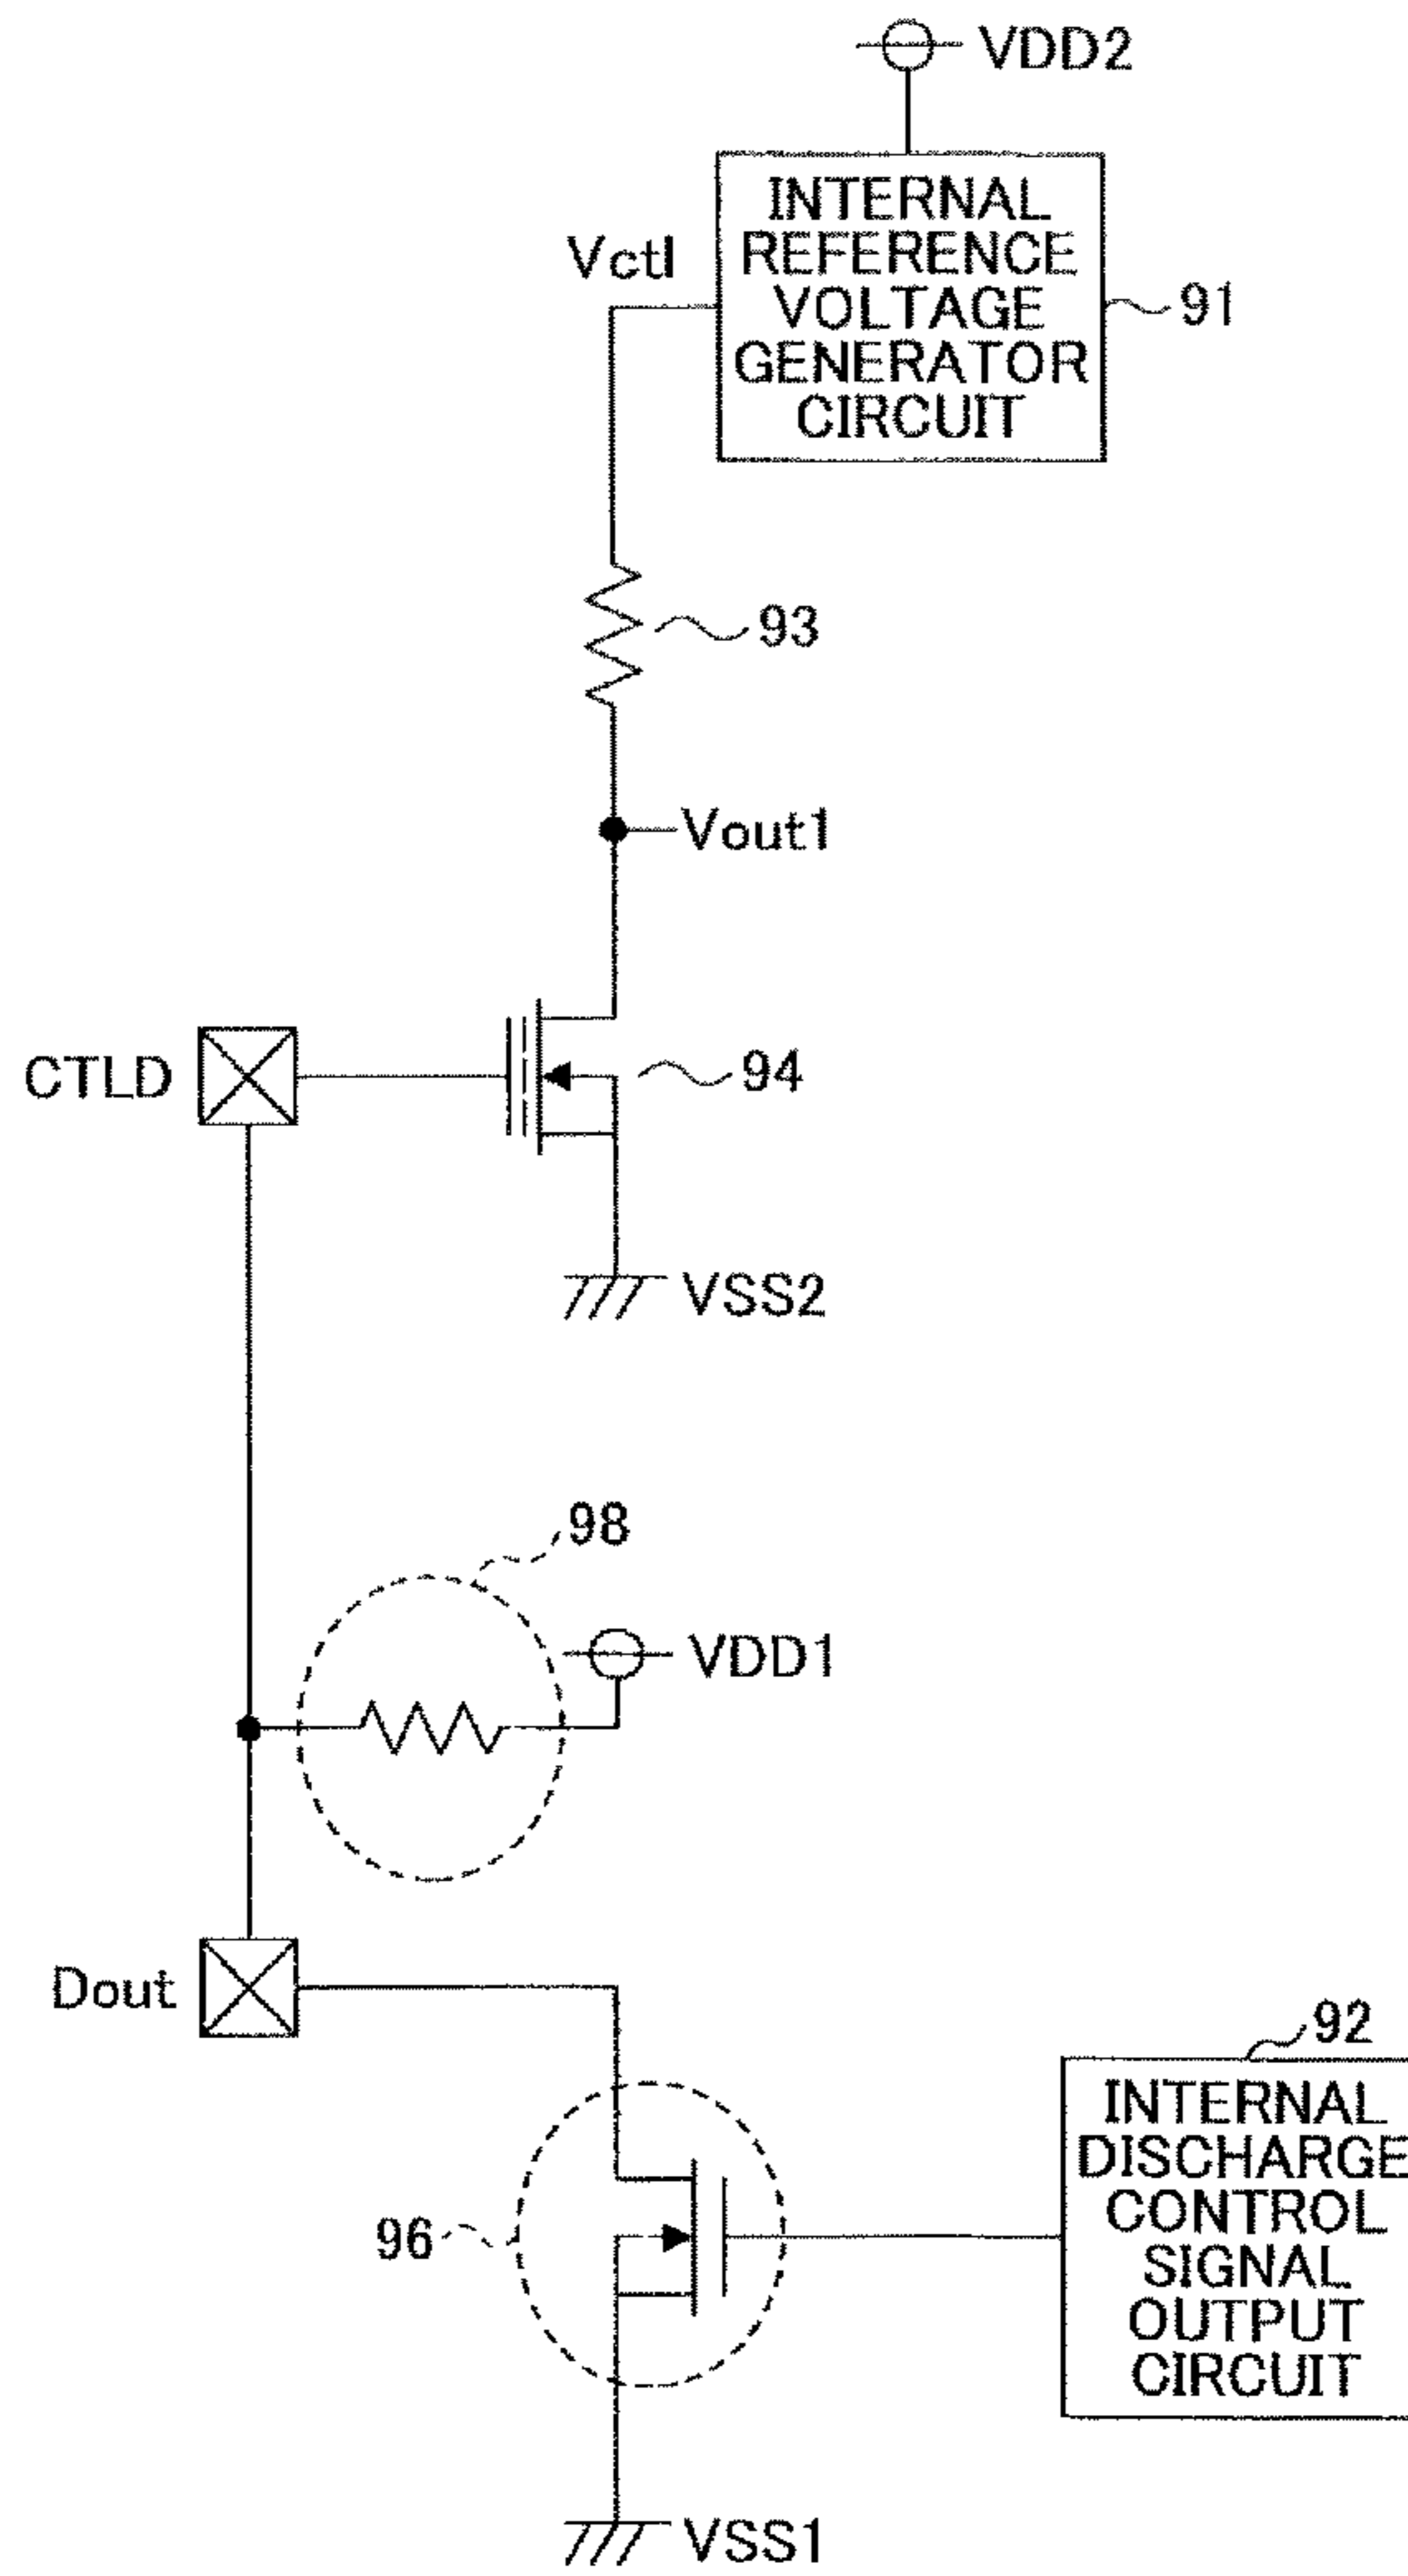 VDD2
INTERNAL
REFERENCE
VOLTAGE
GENERATOR
CIRCUIT
Vctl
91
93
Vout1
CTLD
94
VSS2
98
VDD1
Dout
92
INTERNAL
DISCHARGE
CONTROL
SIGNAL
OUTPUT
CIRCUIT
96
VSS1